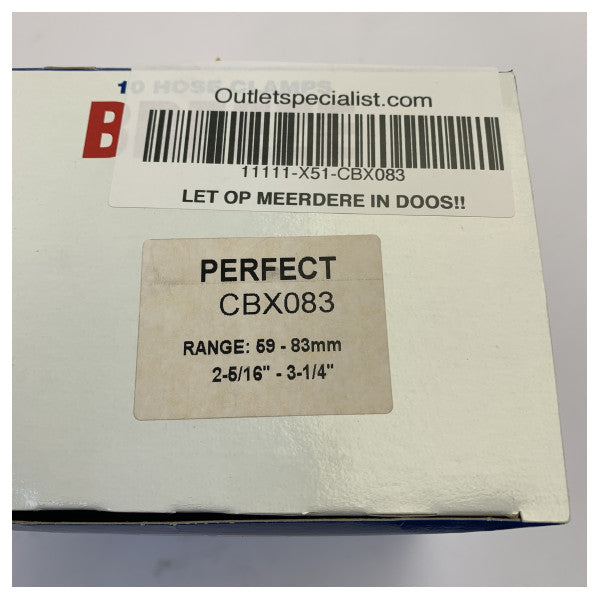 10 HOSE CLAMPS
B
Outletspecialist.com
11111-X51-CBX083
LET OP MEERDERE IN DOOS!!
PERFECT
CBX083
RANGE: 59 - 83mm
2-5/16" - 3-1/4"